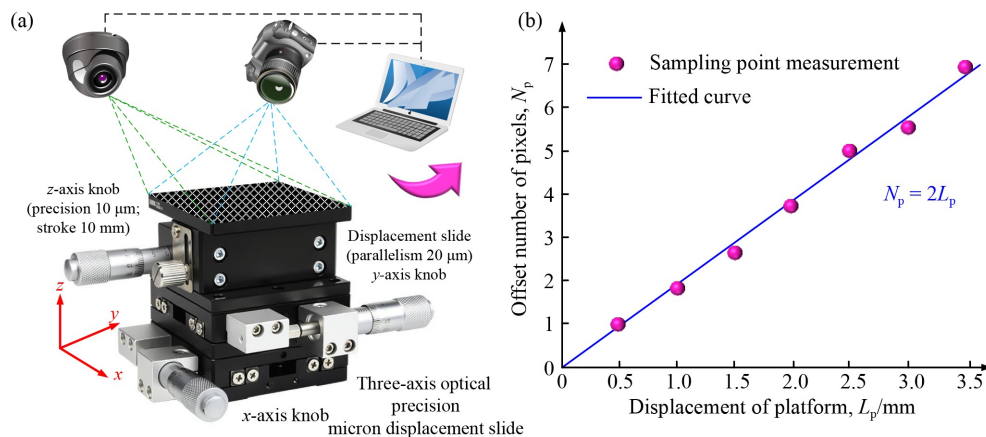 (a)
z-axis knob
(precision 10 μm;
stroke 10 mm)
Displacement slide
(parallelism 20 μm)
y-axis knob
z
y
x
x-axis knob
Three-axis optical
precision
micron displacement slide
(b)
Offset number of pixels, Nₚ
7
6
5
4
3
2
1
0
Sampling point measurement
Fitted curve
Nₚ = 2Lₚ
0 0.5 1.0 1.5 2.0 2.5 3.0 3.5
Displacement of platform, Lₚ/mm